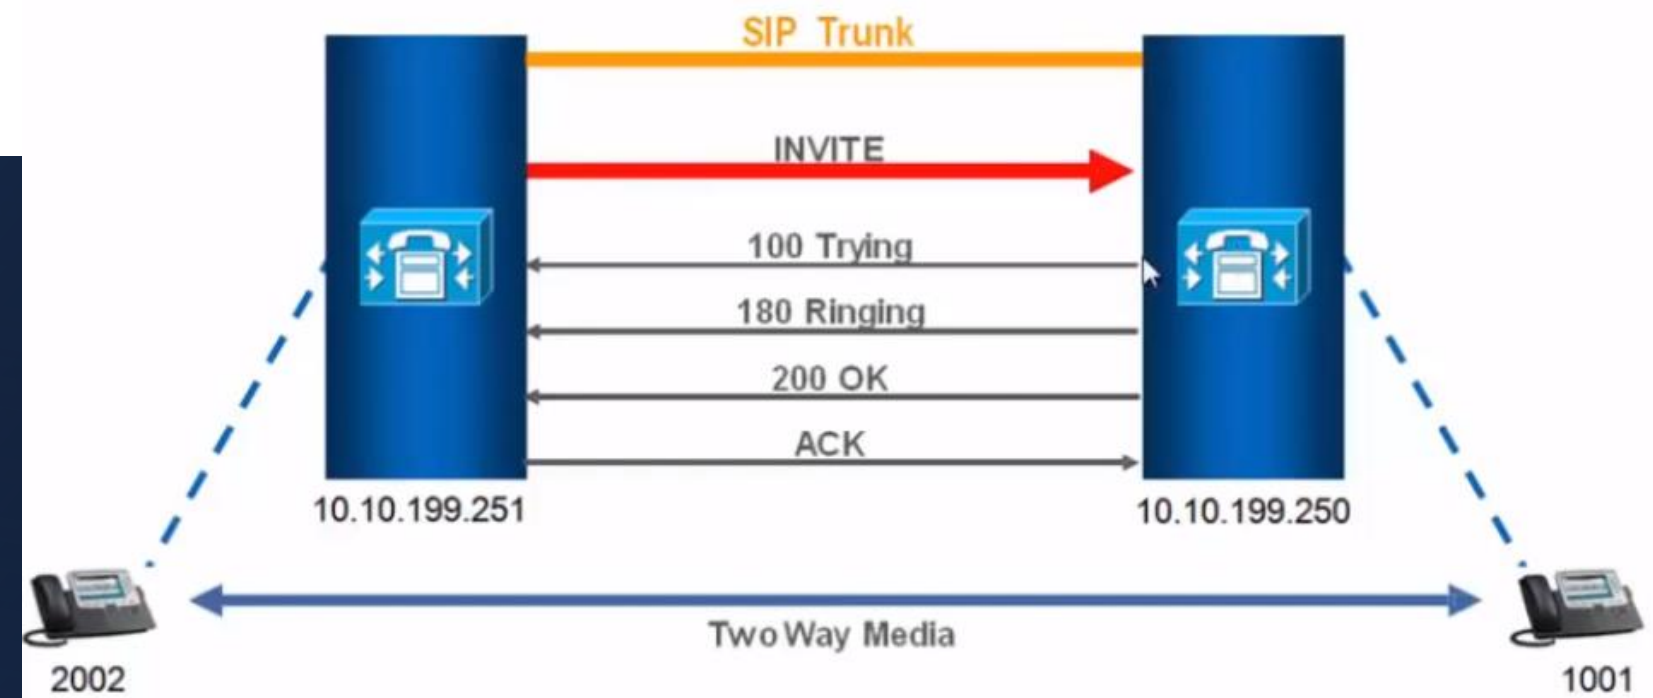 SIP Trunk
INVITE
100 Trying
180 Ringing
200 OK
ACK
10.10.199.251
10.10.199.250
Two Way Media
2002
1001